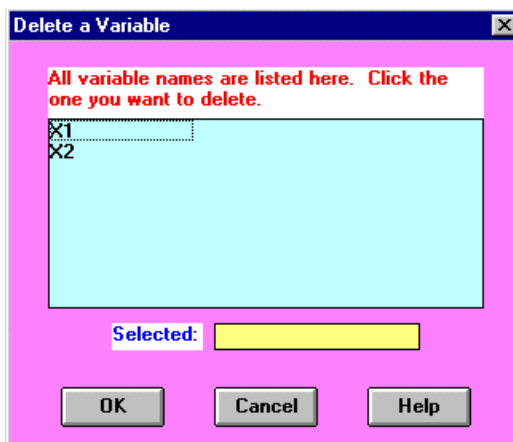 Delete a Variable
All variable names are listed here.  Click the
one you want to delete.
X1
X2
Selected:
OK Cancel Help